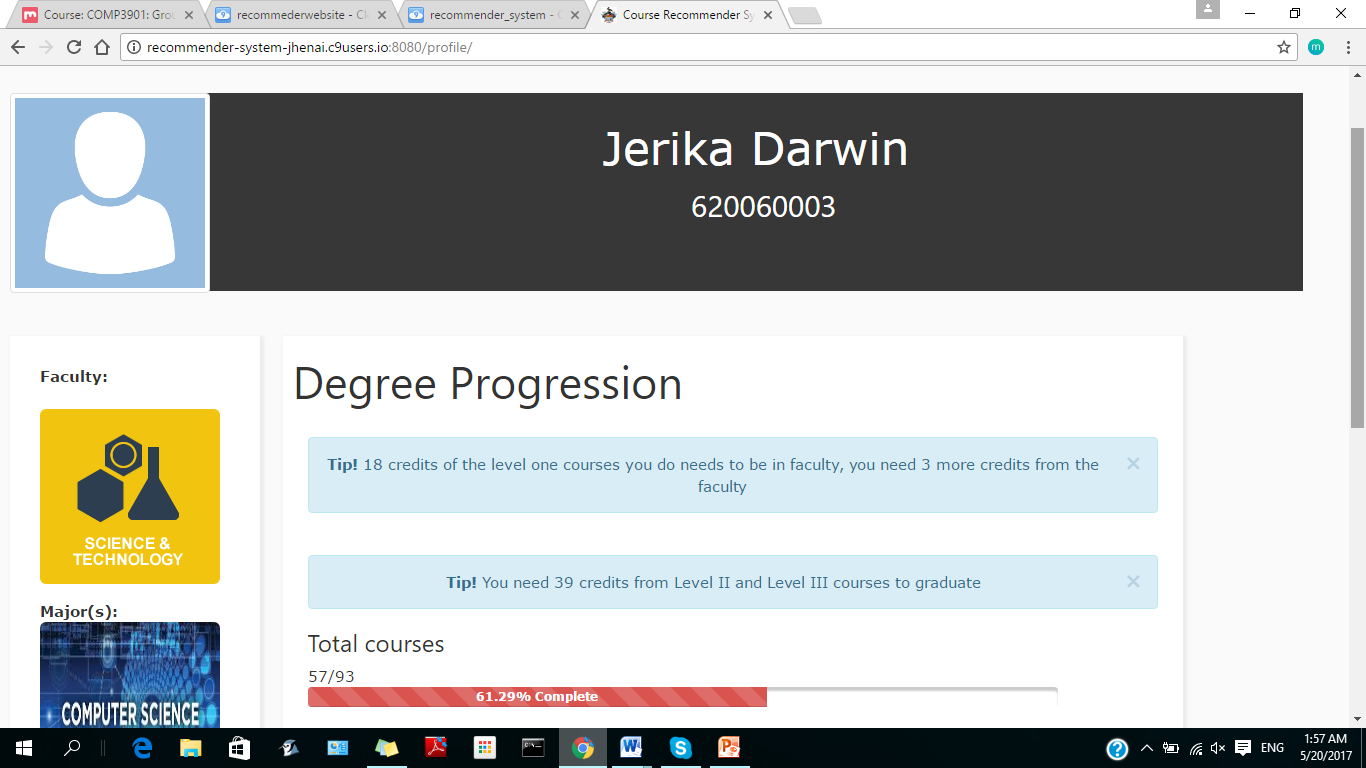 Course: COMP3901: Grou
recommederwebsite - Cl
recommender_system - C
Course Recommender Sy
recommender-system-jhenai.c9users.io:8080/profile/
m
Jerika Darwin
620060003
Faculty:
SCIENCE &
TECHNOLOGY
Major(s):
COMPUTER SCIENCE
Degree Progression
Tip! 18 credits of the level one courses you do needs to be in faculty, you need 3 more credits from the
faculty
Tip! You need 39 credits from Level II and Level III courses to graduate
Total courses
57/93
61.29% Complete
ENG
1:57 AM
5/20/2017